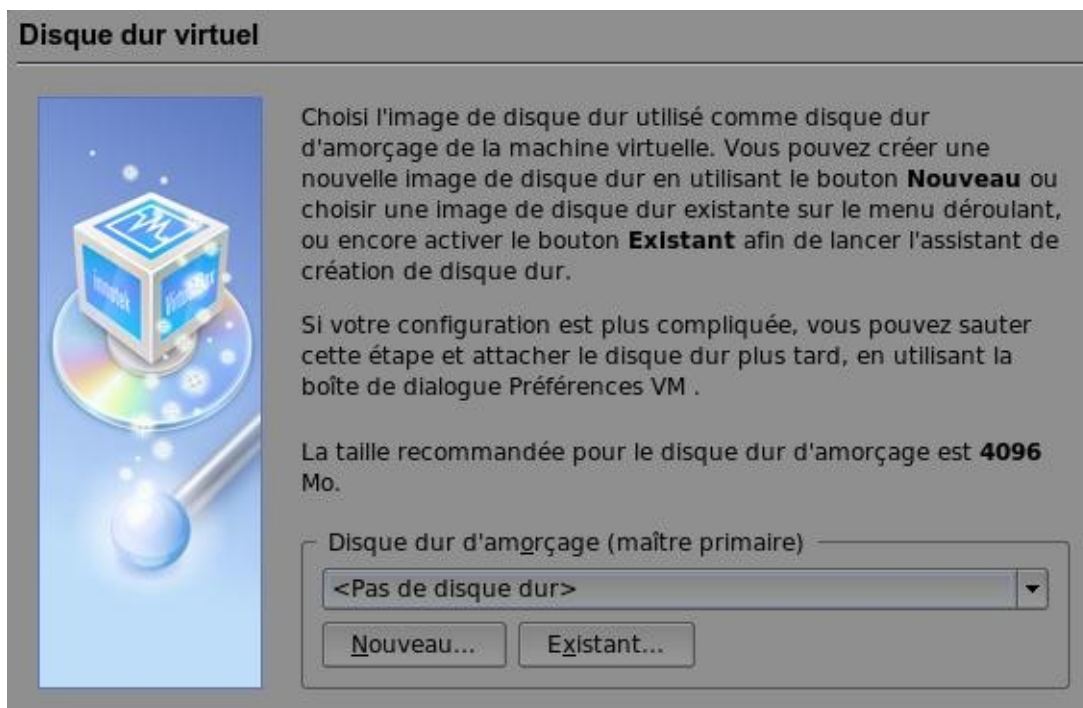 Disque dur virtuel
Choisi l'image de disque dur utilisé comme disque dur
d'amorçage de la machine virtuelle. Vous pouvez créer une
nouvelle image de disque dur en utilisant le bouton Nouveau ou
choisir une image de disque dur existante sur le menu déroulant,
ou encore activer le bouton Existant afin de lancer l'assistant de
création de disque dur.
Si votre configuration est plus compliquée, vous pouvez sauter
cette étape et attacher le disque dur plus tard, en utilisant la
boîte de dialogue Préférences VM .
La taille recommandée pour le disque dur d'amorçage est 4096
Mo.
Disque dur d'amorçage (maître primaire)
<Pas de disque dur>
Nouveau...
Existant...
innotek
VirtualBox